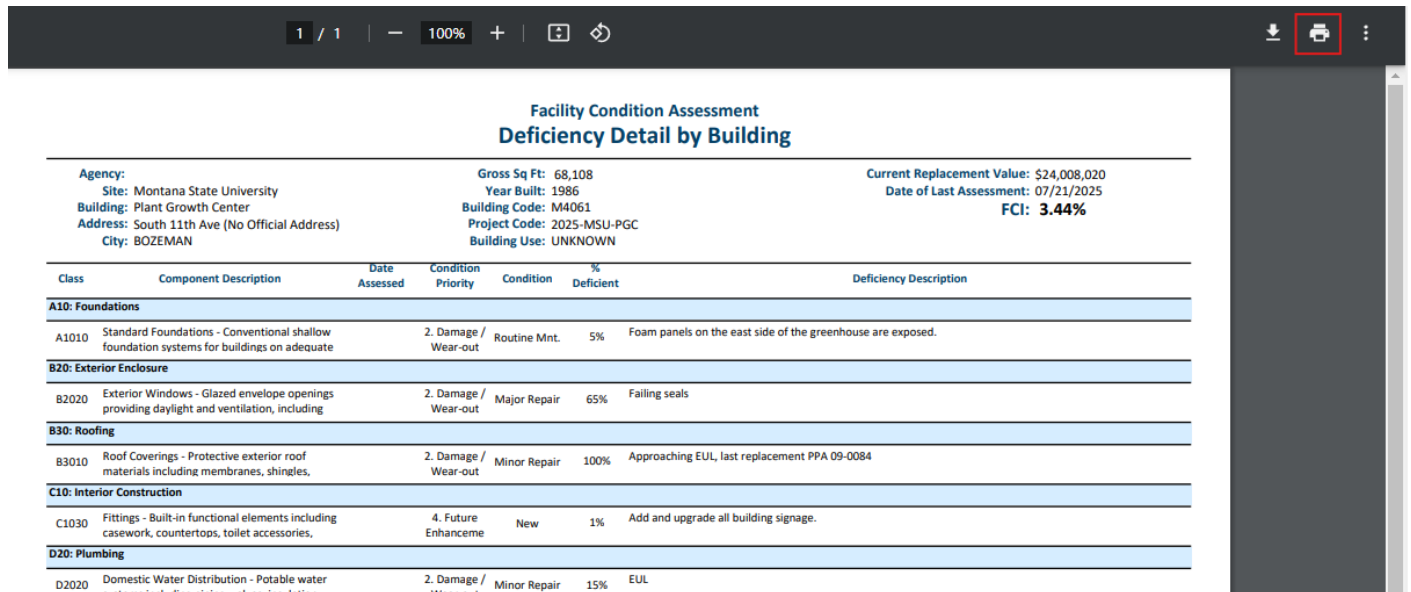 1 / 1 | − 100% + |
Facility Condition Assessment
Deficiency Detail by Building
Agency:
Site: Montana State University
Building: Plant Growth Center
Address: South 11th Ave (No Official Address)
City: BOZEMAN
Gross Sq Ft: 68,108
Year Built: 1986
Building Code: M4061
Project Code: 2025-MSU-PGC
Building Use: UNKNOWN
Current Replacement Value: $24,008,020
Date of Last Assessment: 07/21/2025
FCI: 3.44%
Class Component Description Date Assessed Condition Priority Condition % Deficient Deficiency Description
A10: Foundations
A1010 Standard Foundations - Conventional shallow foundation systems for buildings on adequate 2. Damage / Wear-out Routine Mnt. 5% Foam panels on the east side of the greenhouse are exposed.
B20: Exterior Enclosure
B2020 Exterior Windows - Glazed envelope openings providing daylight and ventilation, including 2. Damage / Wear-out Major Repair 65% Failing seals
B30: Roofing
B3010 Roof Coverings - Protective exterior roof materials including membranes, shingles, 2. Damage / Wear-out Minor Repair 100% Approaching EUL, last replacement PPA 09-0084
C10: Interior Construction
C1030 Fittings - Built-in functional elements including casework, countertops, toilet accessories, 4. Future Enhanceme New 1% Add and upgrade all building signage.
D20: Plumbing
D2020 Domestic Water Distribution - Potable water 2. Damage / Minor Repair 15% EUL